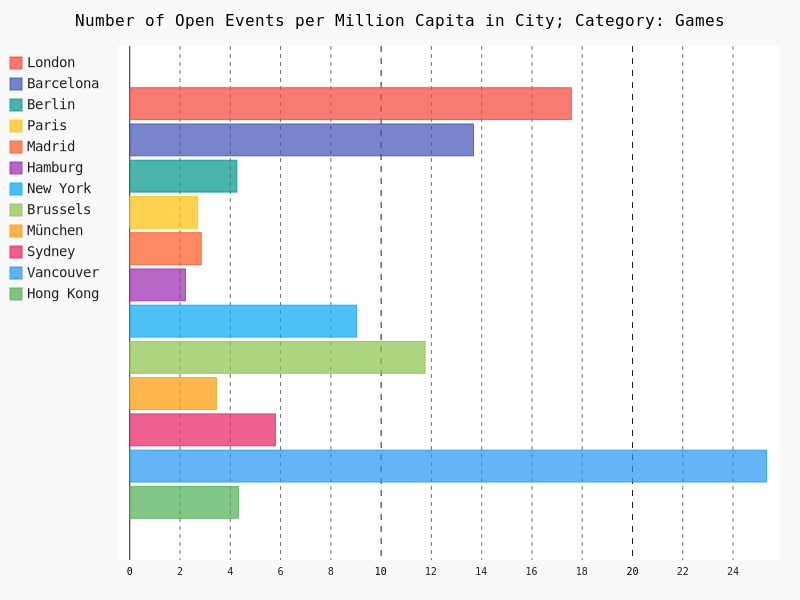 Number of Open Events per Million Capita in City; Category: Games
London
Barcelona
Berlin
Paris
Madrid
Hamburg
New York
Brussels
München
Sydney
Vancouver
Hong Kong
0 2 4 6 8 10 12 14 16 18 20 22 24